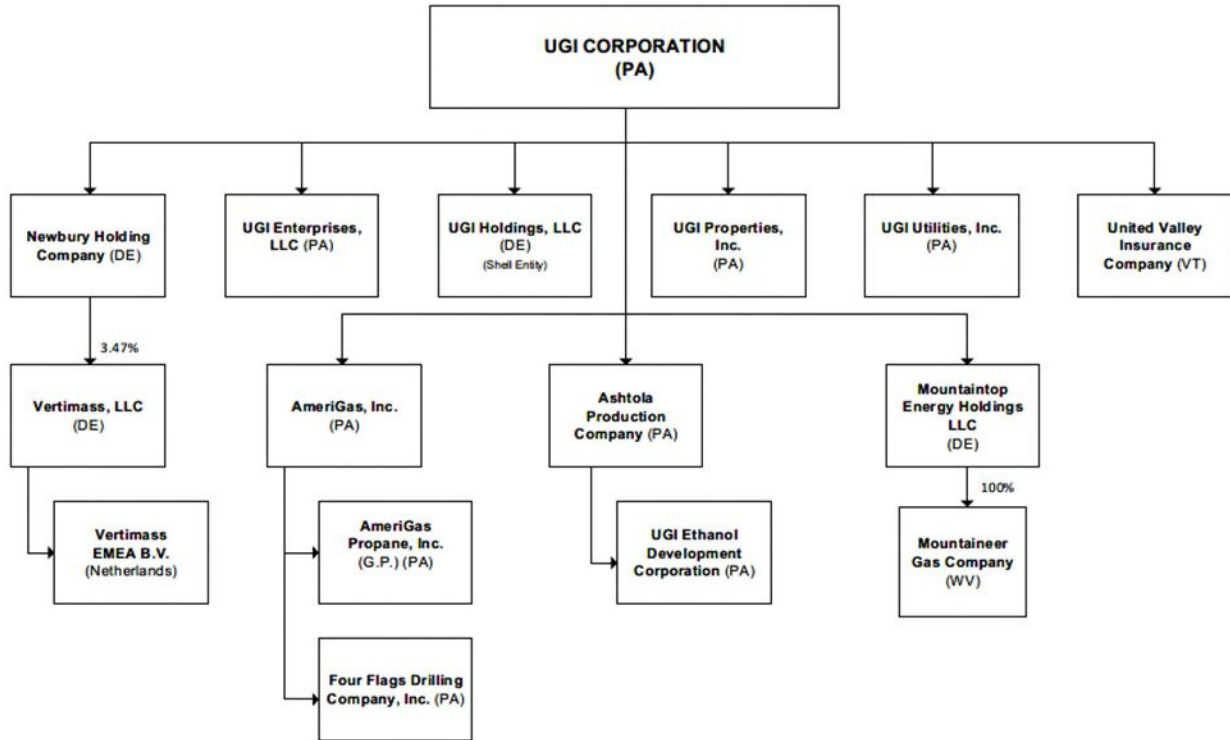 UGI CORPORATION
(PA)
Newbury Holding
Company (DE)
UGI Enterprises,
LLC (PA)
UGI Holdings, LLC
(DE)
(Shell Entity)
UGI Properties,
Inc.
(PA)
UGI Utilities, Inc.
(PA)
United Valley
Insurance
Company (VT)
3.47%
Vertimass, LLC
(DE)
AmeriGas, Inc.
(PA)
Ashtola
Production
Company (PA)
Mountaintop
Energy Holdings
LLC
(DE)
100%
Vertimass
EMEA B.V.
(Netherlands)
AmeriGas
Propane, Inc.
(G.P.) (PA)
UGI Ethanol
Development
Corporation (PA)
Mountaineer
Gas Company
(WV)
Four Flags Drilling
Company, Inc. (PA)